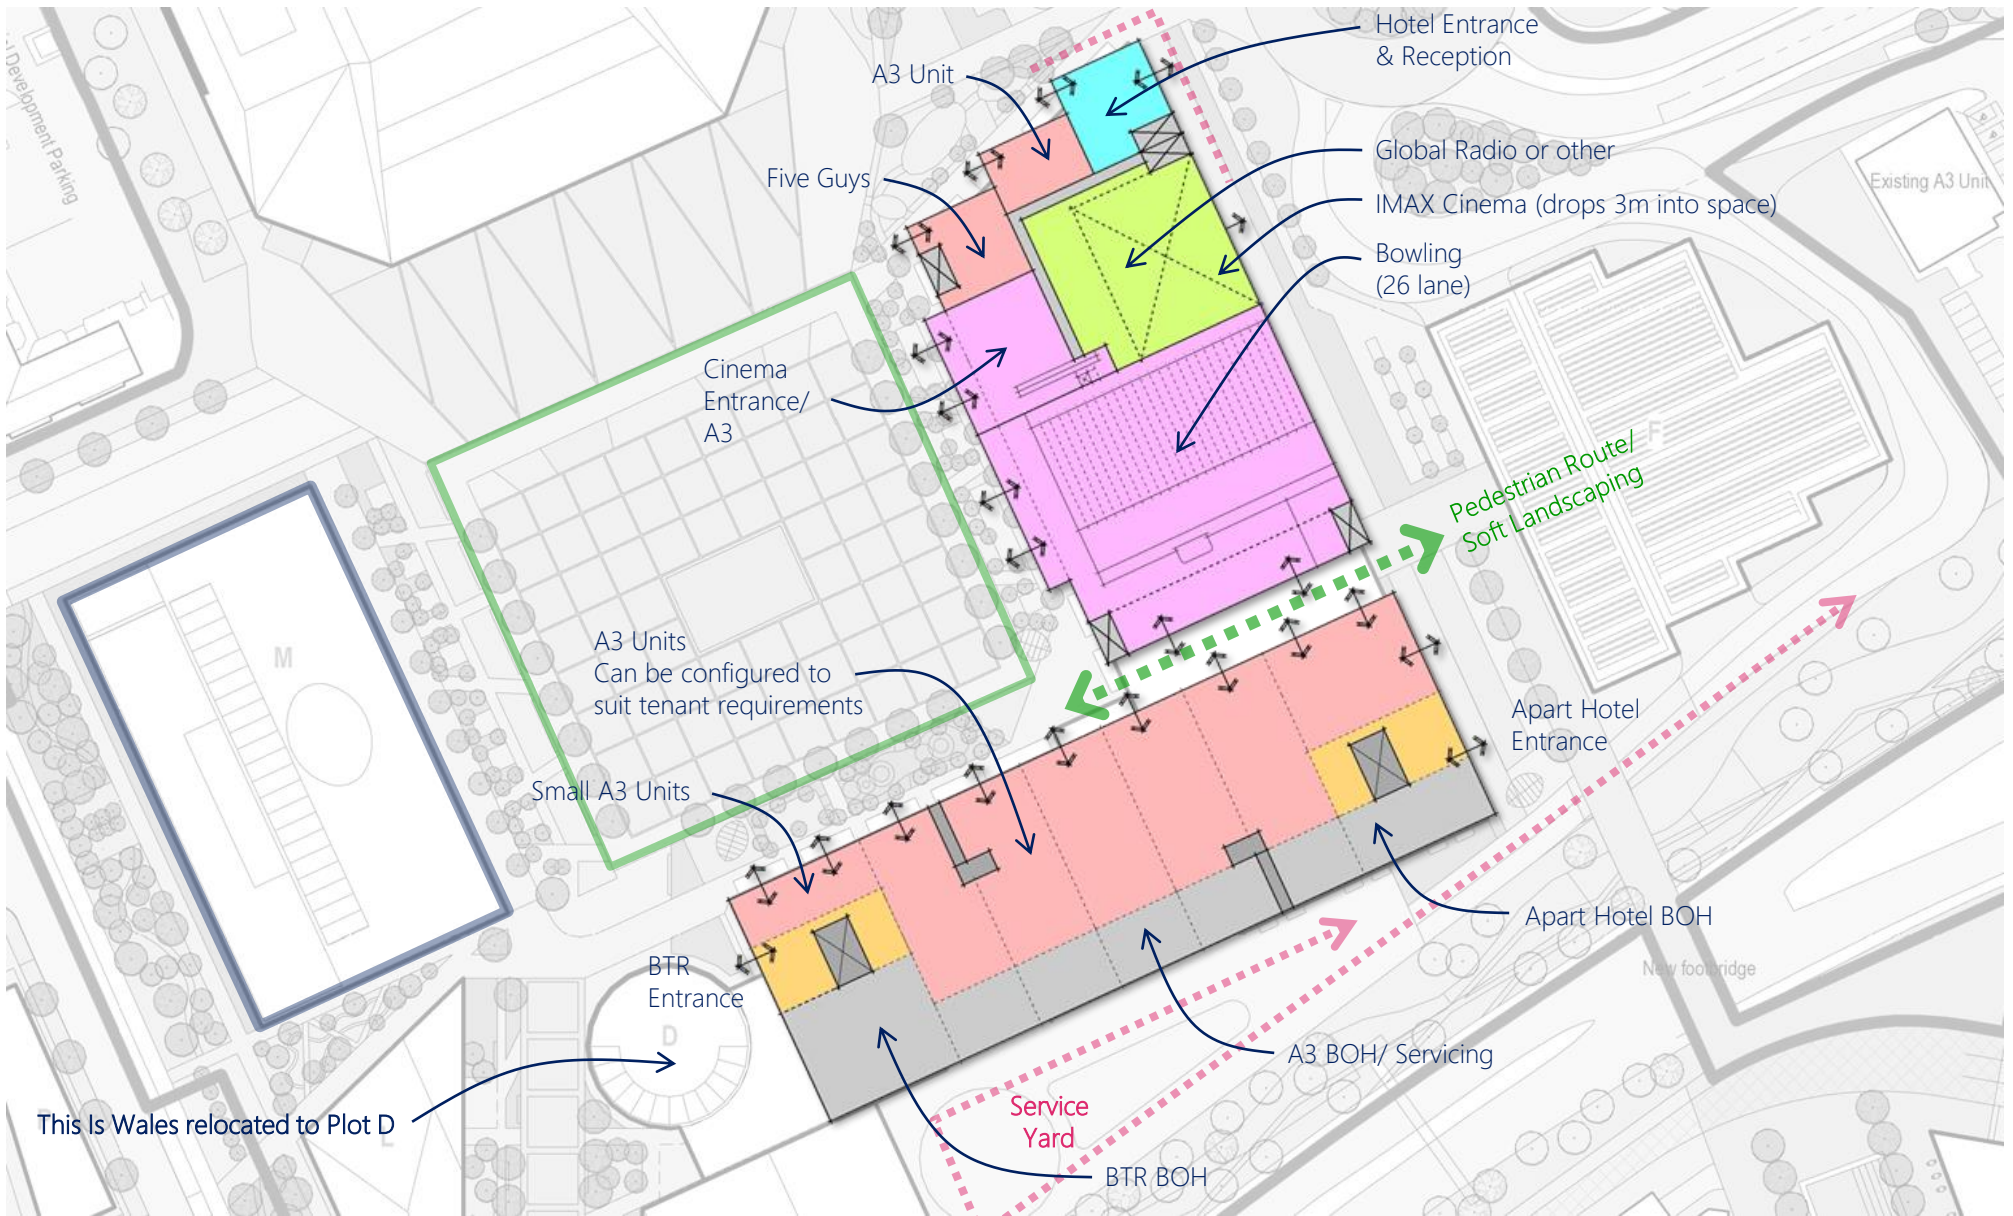 Hotel Entrance
& Reception
A3 Unit
Global Radio or other
Five Guys
IMAX Cinema (drops 3m into space)
Existing A3 Unit
Bowling
(26 lane)
Development Parking
Cinema
Entrance/
A3
F
Pedestrian Route/
Soft Landscaping
A3 Units
Can be configured to
suit tenant requirements
M
Apart Hotel
Entrance
Small A3 Units
Apart Hotel BOH
BTR
Entrance
New footbridge
D
A3 BOH/ Servicing
Service
Yard
This Is Wales relocated to Plot D
L
BTR BOH